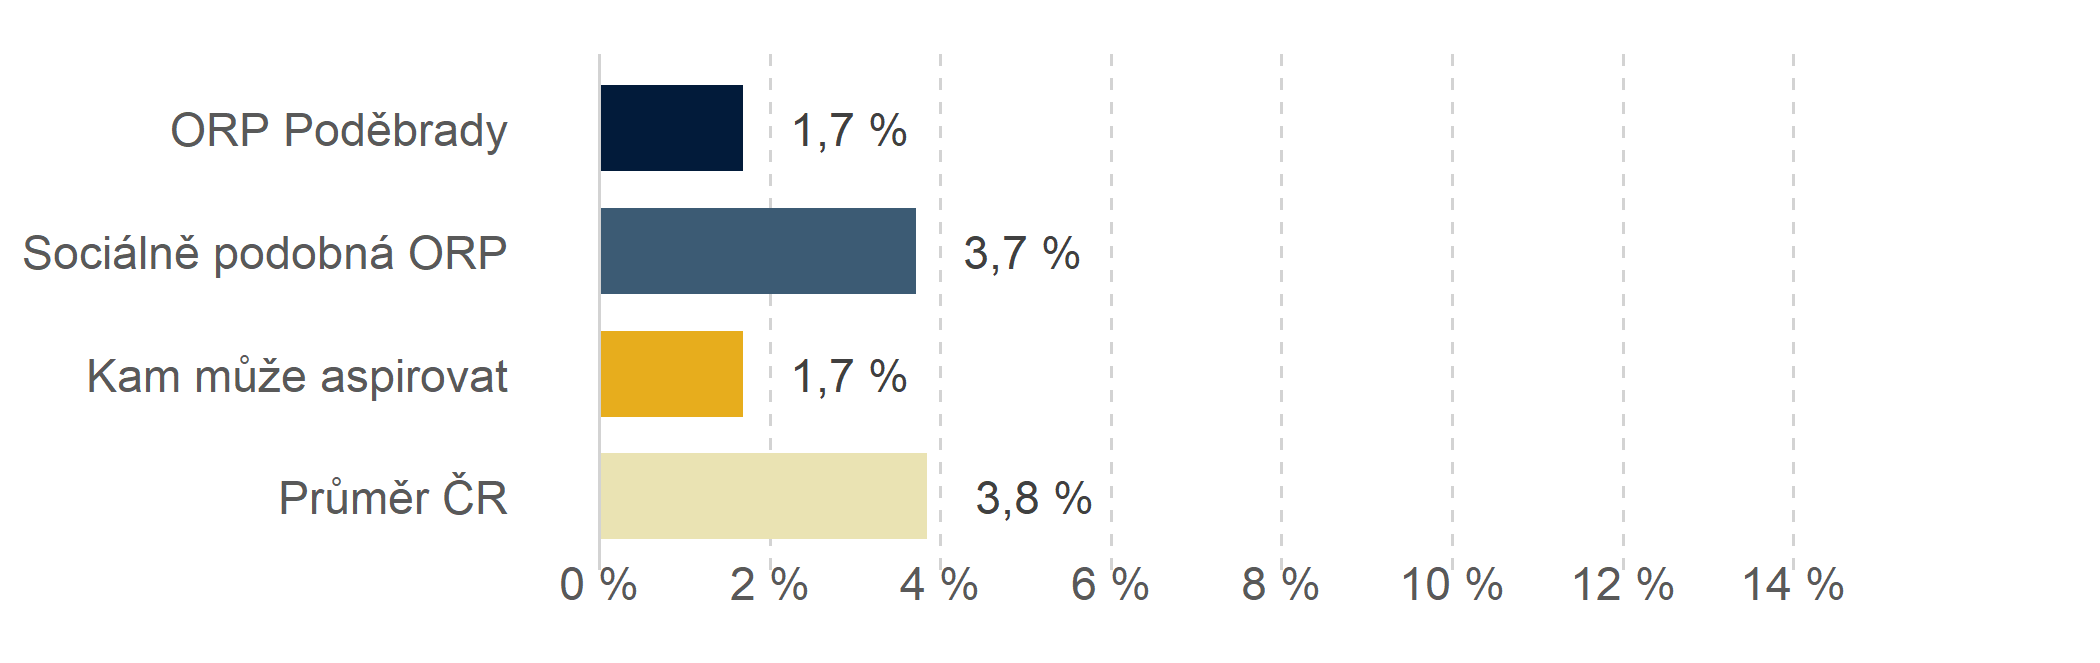 ORP Poděbrady 1,7 %
Sociálně podobná ORP 3,7 %
Kam může aspirovat 1,7 %
Průměr ČR 3,8 %
0 % 2 % 4 % 6 % 8 % 10 % 12 % 14 %